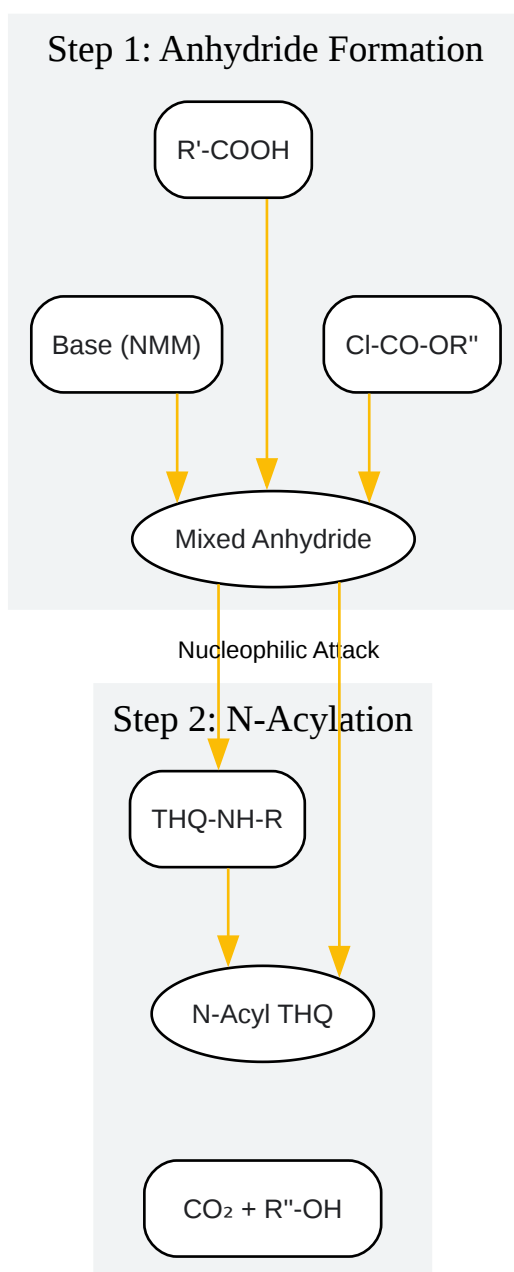 Step 1: Anhydride Formation
R'-COOH
Base (NMM)
Cl-CO-OR"
Mixed Anhydride
Nucleophilic Attack
Step 2: N-Acylation
THQ-NH-R
N-Acyl THQ
CO₂ + R"-OH